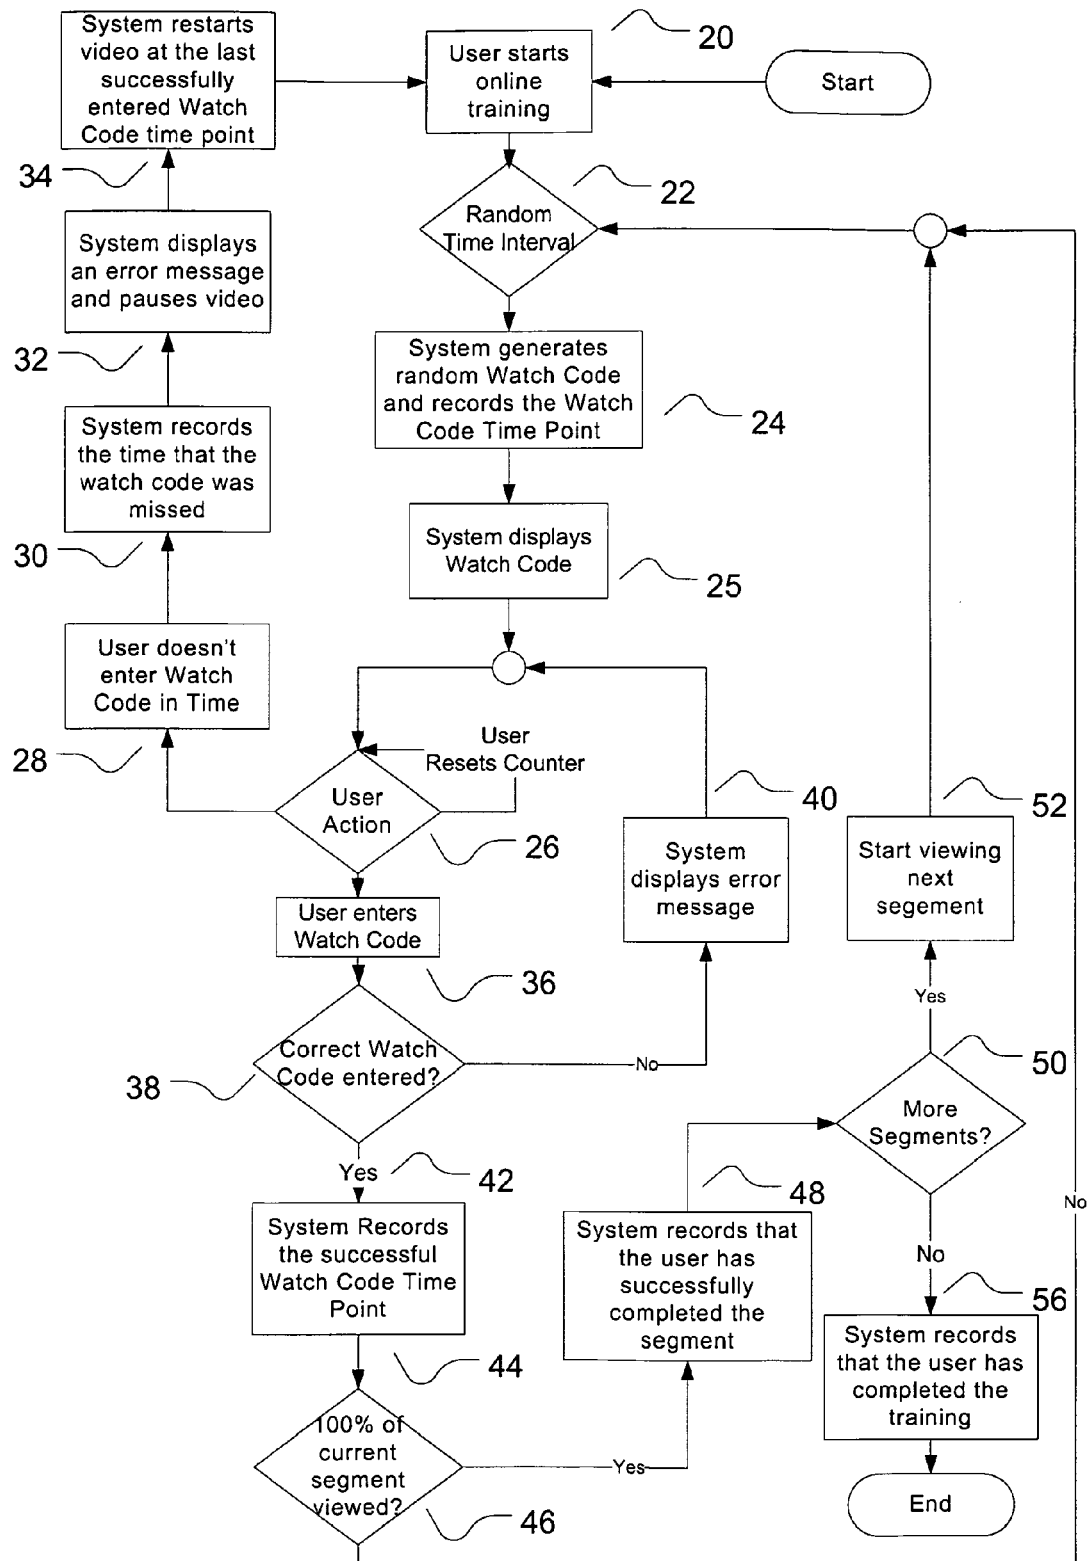 System restarts
video at the last
successfully
entered Watch
Code time point
34
User starts
online
training
20
Start
Random
Time Interval
22
System displays
an error message
and pauses video
32
System generates
random Watch Code
and records the Watch
Code Time Point
24
System records
the time that the
watch code was
missed
30
System displays
Watch Code
25
User doesn't
enter Watch
Code in Time
28
User
Resets Counter
User
Action
26
System
displays error
message
40
Start viewing
next
segement
52
User enters
Watch Code
36
Yes
Correct Watch
Code entered?
38
No
More
Segments?
50
Yes
42
System Records
the successful
Watch Code Time
Point
44
System records that
the user has
successfully
completed the
segment
48
No
No
System records
that the user has
completed the
training
56
100% of
current
segment
viewed?
46
Yes
End